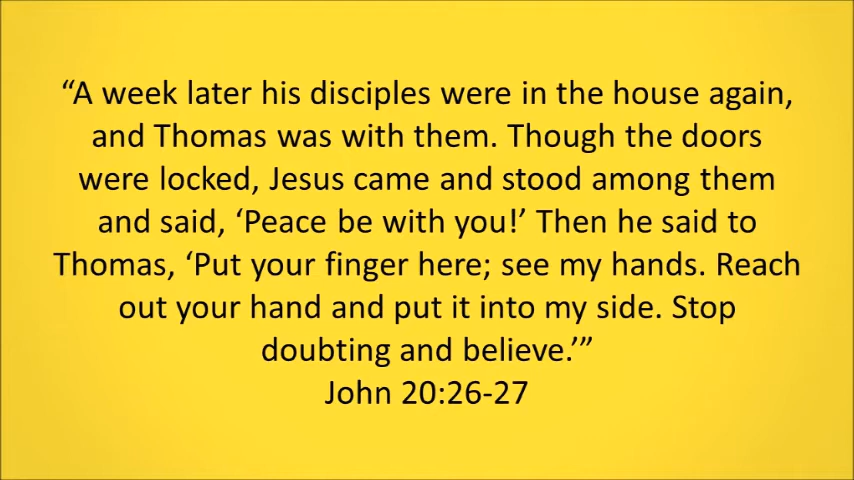 “A week later his disciples were in the house again,
and Thomas was with them. Though the doors
were locked, Jesus came and stood among them
and said, ‘Peace be with you!’ Then he said to
Thomas, ‘Put your finger here; see my hands. Reach
out your hand and put it into my side. Stop
doubting and believe.’”
John 20:26-27